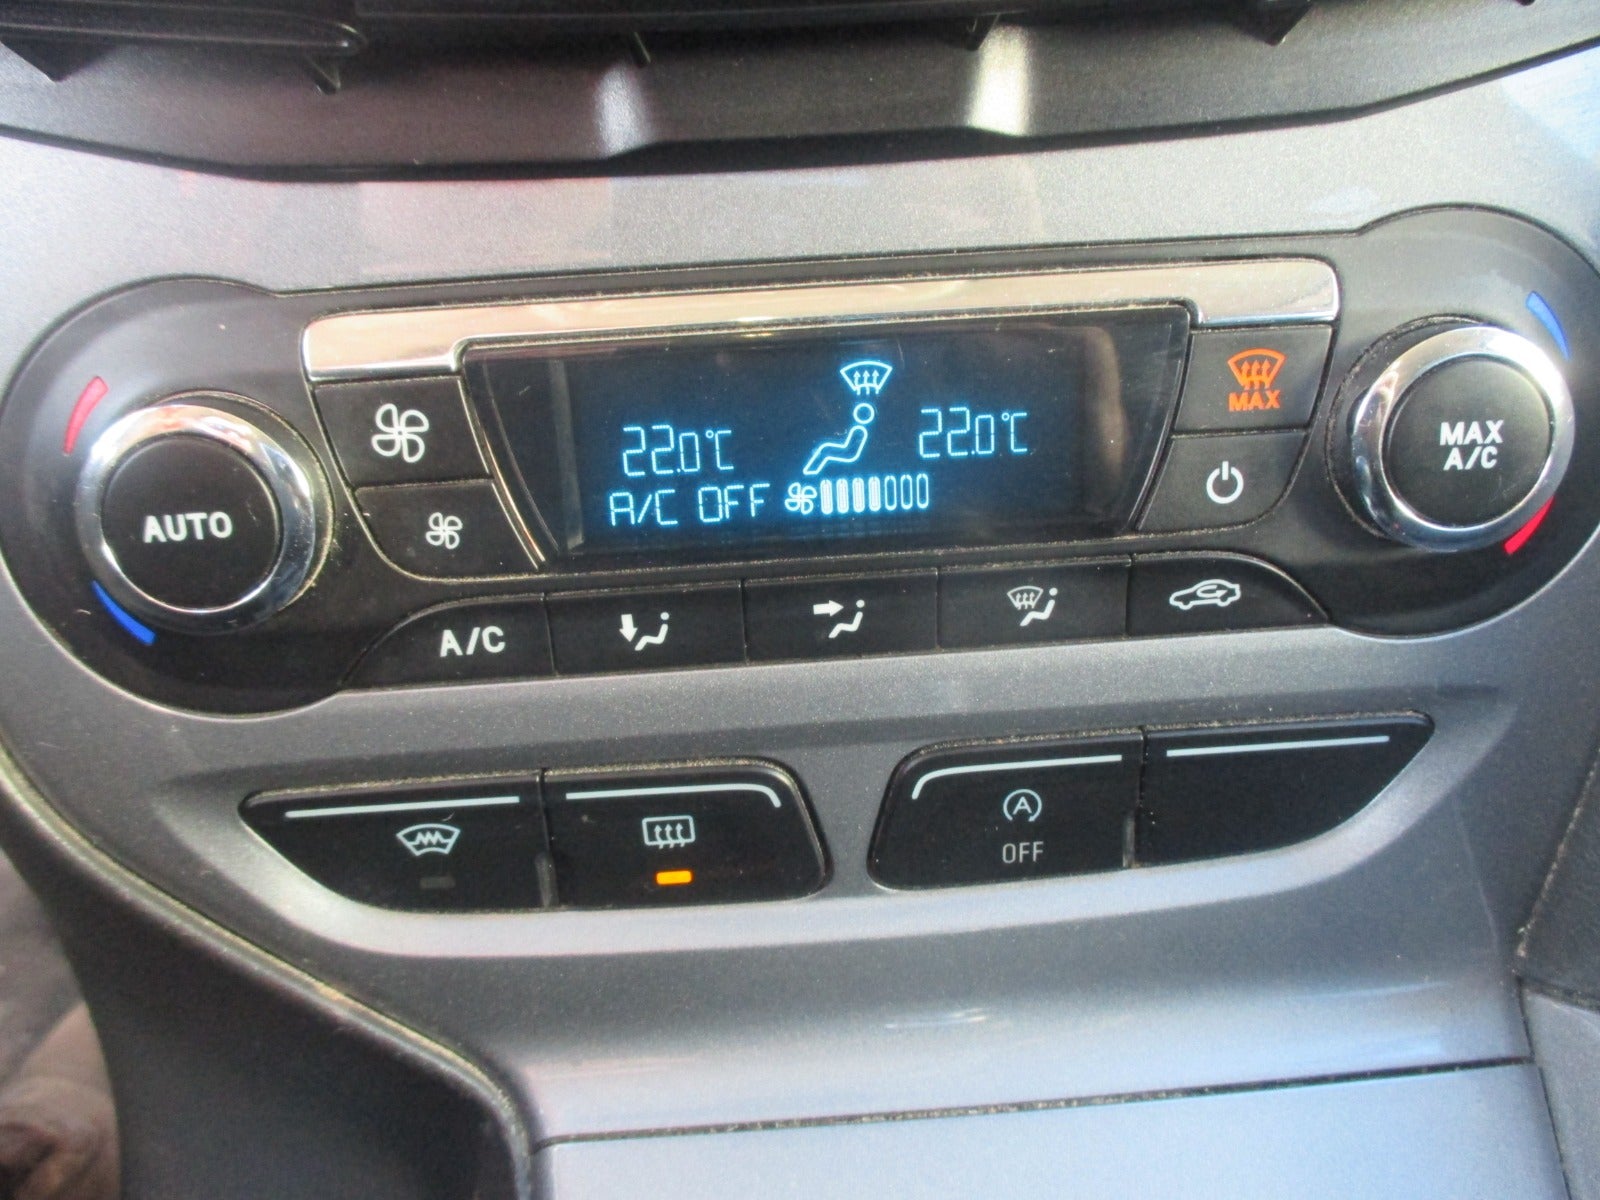 MAX
22.0°C
22.0°C
MAX
A/C
A/C OFF
AUTO
A/C
A
OFF